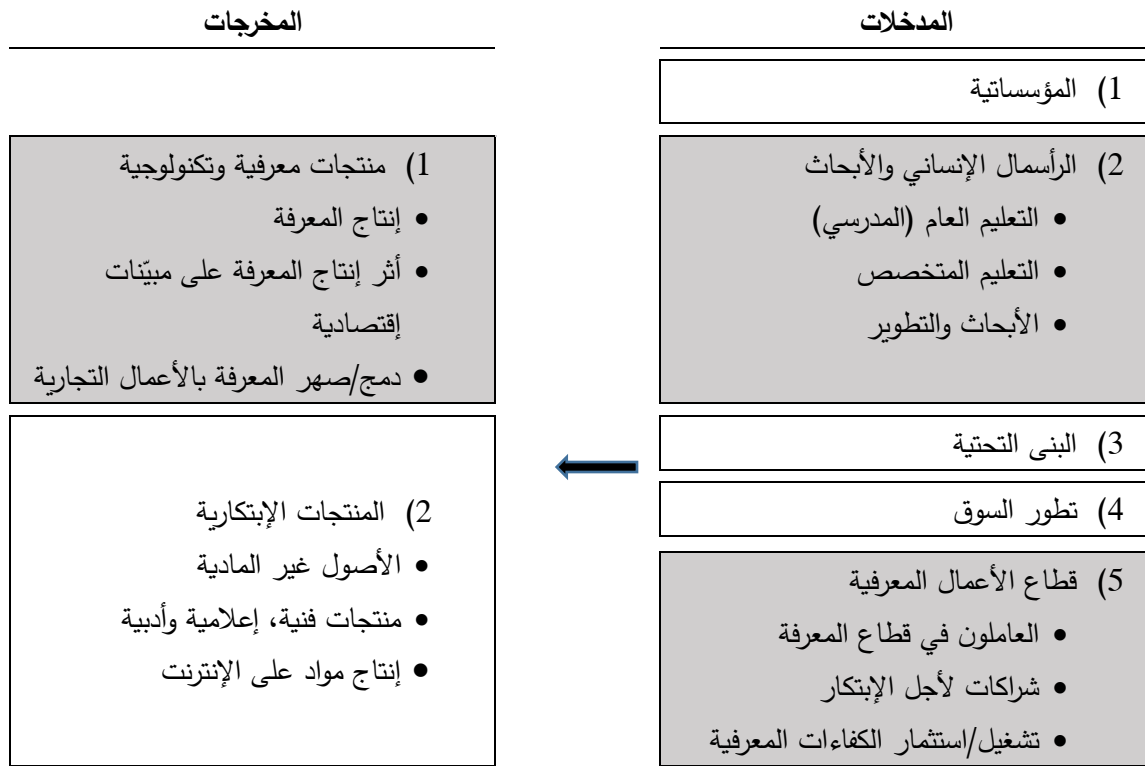 المدخلات
1) المؤسساتية
2) الرأسمال الإنساني والأبحاث
• التعليم العام (المدرسي)
• التعليم المتخصص
• الأبحاث والتطوير
3) البنى التحتية
4) تطور السوق
5) قطاع الأعمال المعرفية
• العاملون في قطاع المعرفة
• شراكات لأجل الإبتكار
• تشغيل/استثمار الكفاءات المعرفية
المخرجات
1) منتجات معرفية وتكنولوجية
• إنتاج المعرفة
• أثر إنتاج المعرفة على مبيّنات
إقتصادية
• دمج/صهر المعرفة بالأعمال التجارية
2) المنتجات الإبتكارية
• الأصول غير المادية
• منتجات فنية، إعلامية وأدبية
• إنتاج مواد على الإنترنت